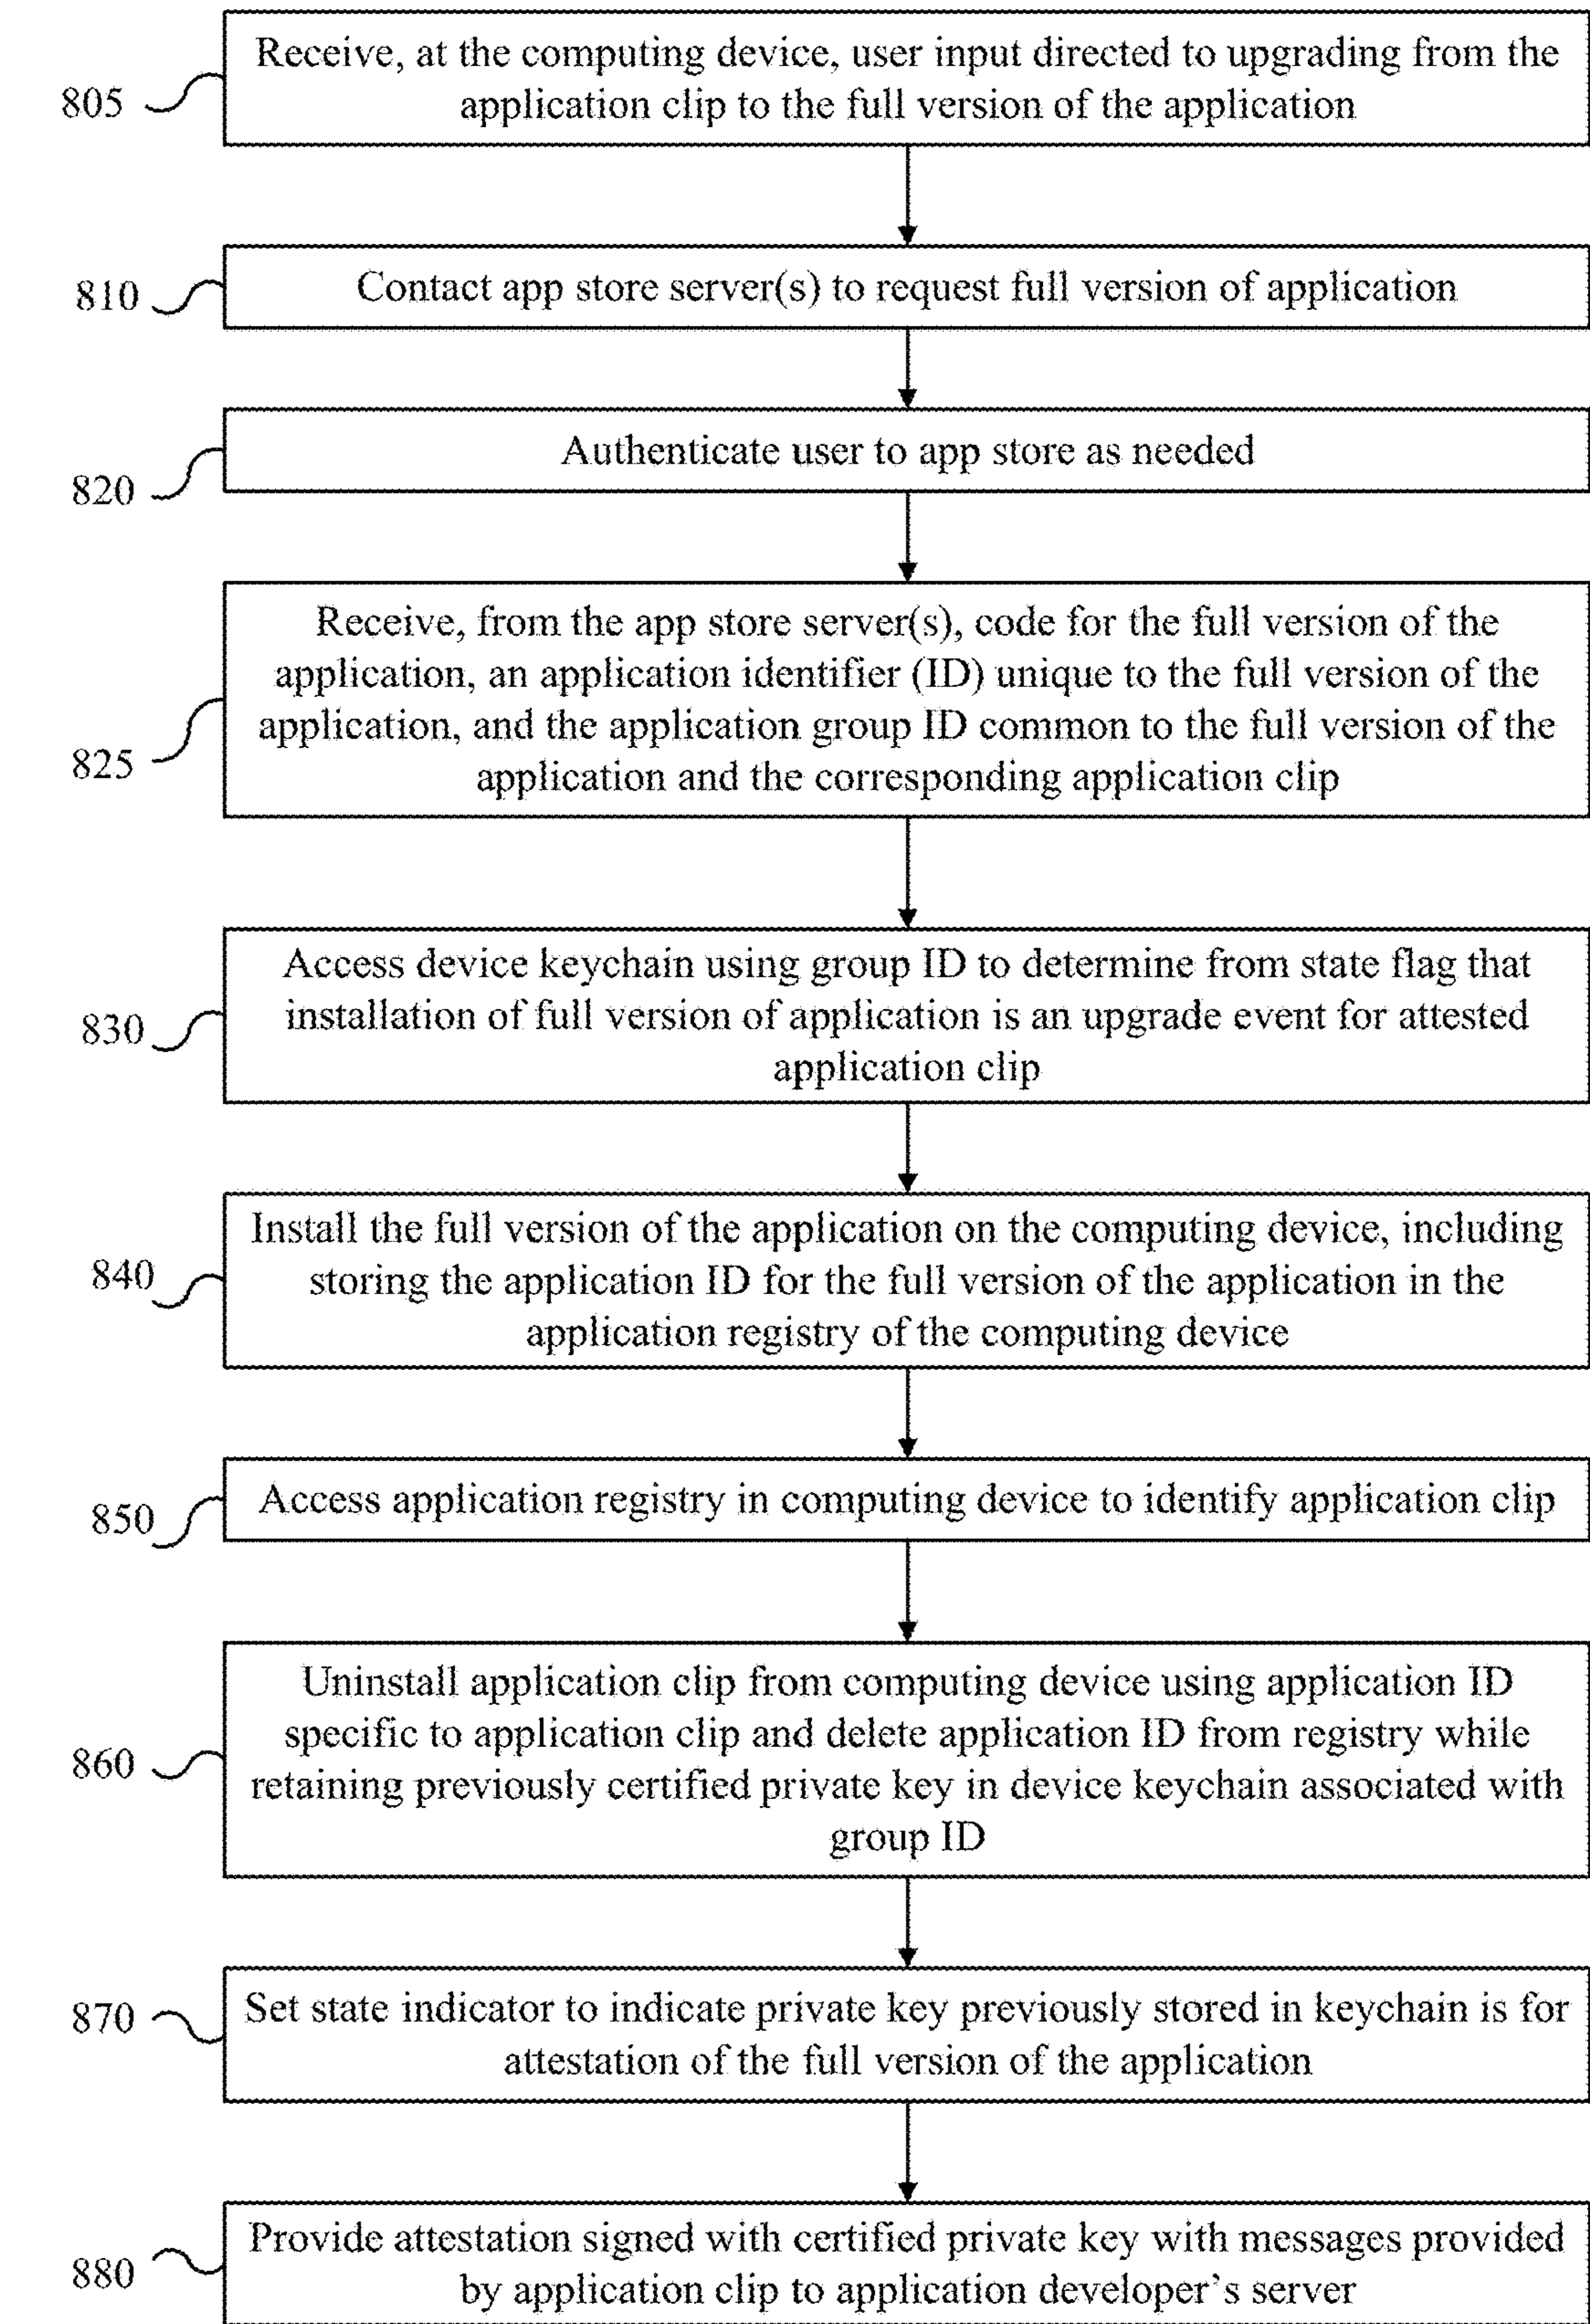 805
Receive, at the computing device, user input directed to upgrading from the
application clip to the full version of the application
810
Contact app store server(s) to request full version of application
820
Authenticate user to app store as needed
825
Receive, from the app store server(s), code for the full version of the
application, an application identifier (ID) unique to the full version of the
application, and the application group ID common to the full version of the
application and the corresponding application clip
830
Access device keychain using group ID to determine from state flag that
installation of full version of application is an upgrade event for attested
application clip
840
Install the full version of the application on the computing device, including
storing the application ID for the full version of the application in the
application registry of the computing device
850
Access application registry in computing device to identify application clip
860
Uninstall application clip from computing device using application ID
specific to application clip and delete application ID from registry while
retaining previously certified private key in device keychain associated with
group ID
870
Set state indicator to indicate private key previously stored in keychain is for
attestation of the full version of the application
880
Provide attestation signed with certified private key with messages provided
by application clip to application developer's server